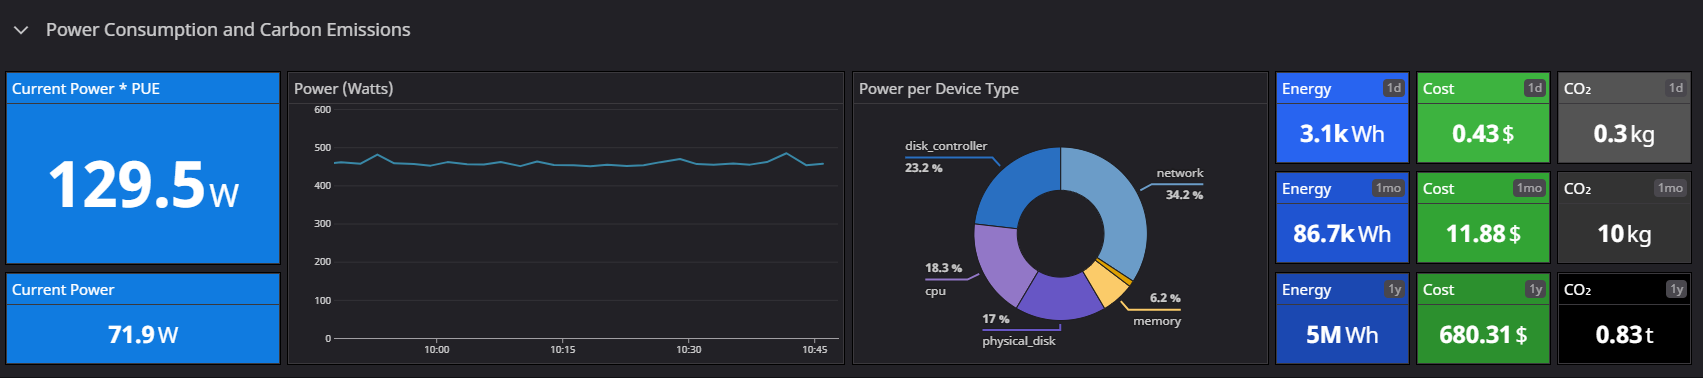 Power Consumption and Carbon Emissions
Current Power * PUE
129.5 W
Current Power
71.9 W
Power (Watts)
600
500
400
300
200
100
0
10:00 10:15 10:30 10:45
Power per Device Type
disk_controller
23.2 %
network
34.2 %
18.3 %
cpu
6.2 %
memory
17 %
physical_disk
Energy 1d
3.1k Wh
Cost 1d
0.43 $
CO₂ 1d
0.3 kg
Energy 1mo
86.7k Wh
Cost 1mo
11.88 $
CO₂ 1mo
10 kg
Energy 1y
5M Wh
Cost 1y
680.31 $
CO₂ 1y
0.83 t